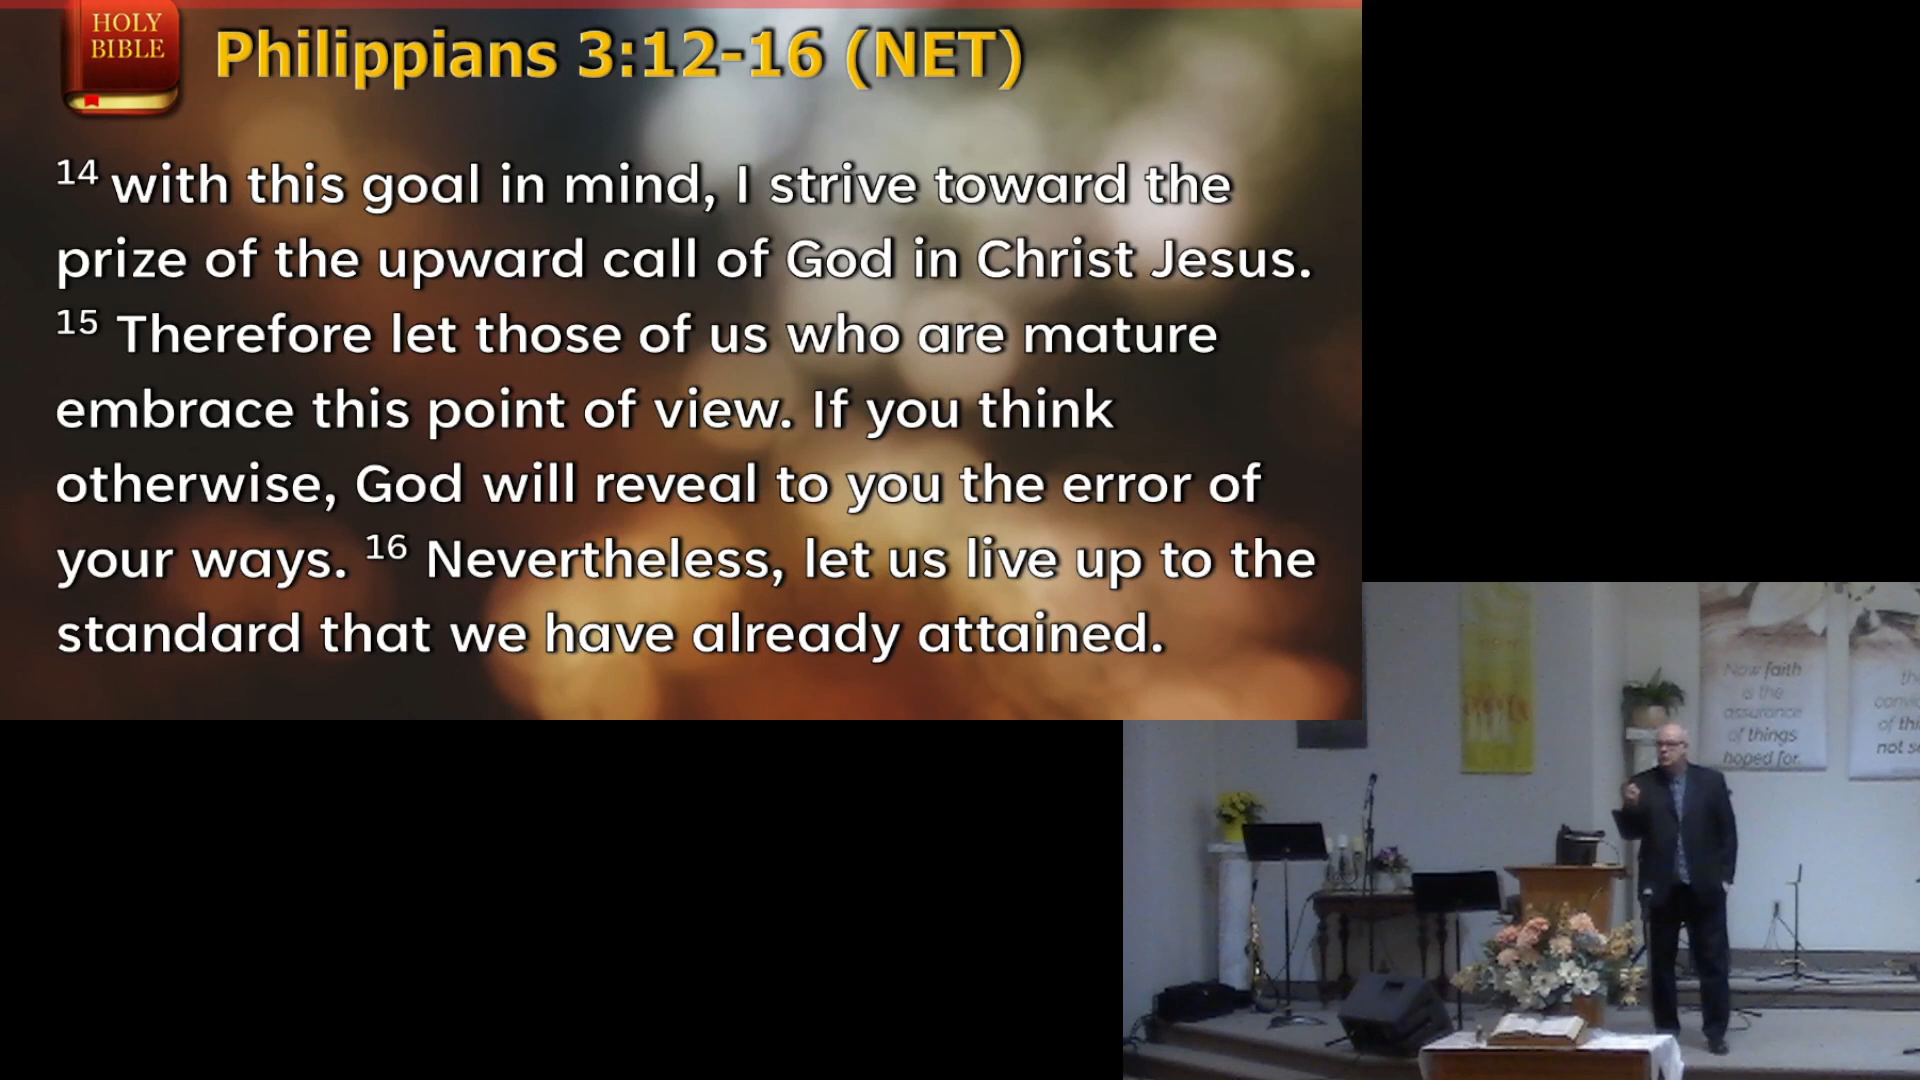 HOLY
BIBLE
Philippians 3:12-16 (NET)
14 with this goal in mind, I strive toward the
prize of the upward call of God in Christ Jesus.
15 Therefore let those of us who are mature
embrace this point of view. If you think
otherwise, God will reveal to you the error of
your ways. 16 Nevertheless, let us live up to the
standard that we have already attained.
Now faith
is the
assurance
of things
hoped for.
of
not